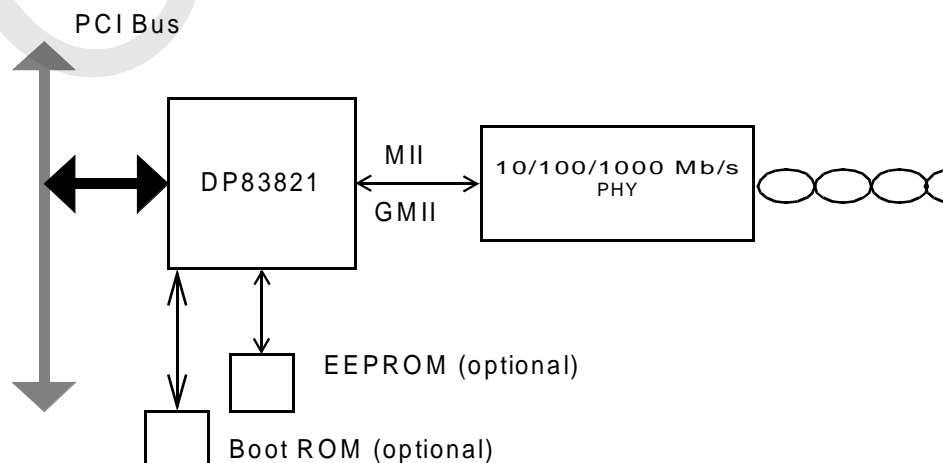 PCI Bus
DP83821
MII
GMII
10/100/1000 Mb/s
PHY
EEPROM (optional)
Boot ROM (optional)